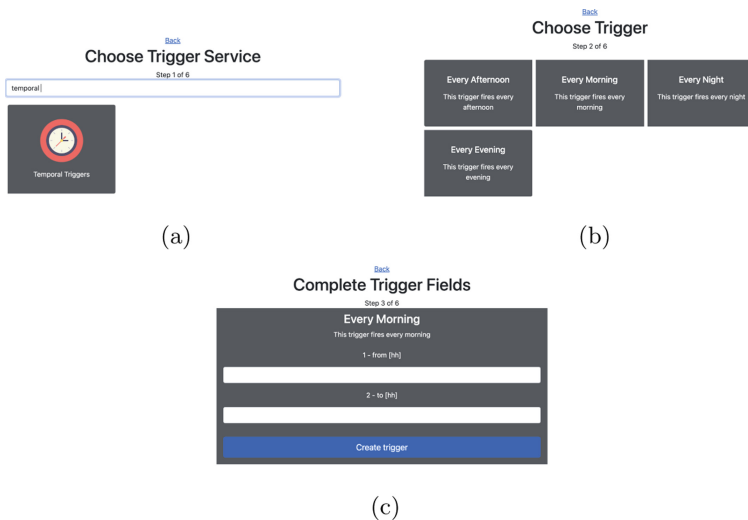 Back
Choose Trigger Service
Step 1 of 6
temporal
Temporal Triggers
(a)
Back
Choose Trigger
Step 2 of 6
Every Afternoon
This trigger fires every
afternoon
Every Morning
This trigger fires every
morning
Every Night
This trigger fires every night
Every Evening
This trigger fires every
evening
(b)
Back
Complete Trigger Fields
Step 3 of 6
Every Morning
This trigger fires every morning
1 - from [hh]
2 - to [hh]
Create trigger
(c)